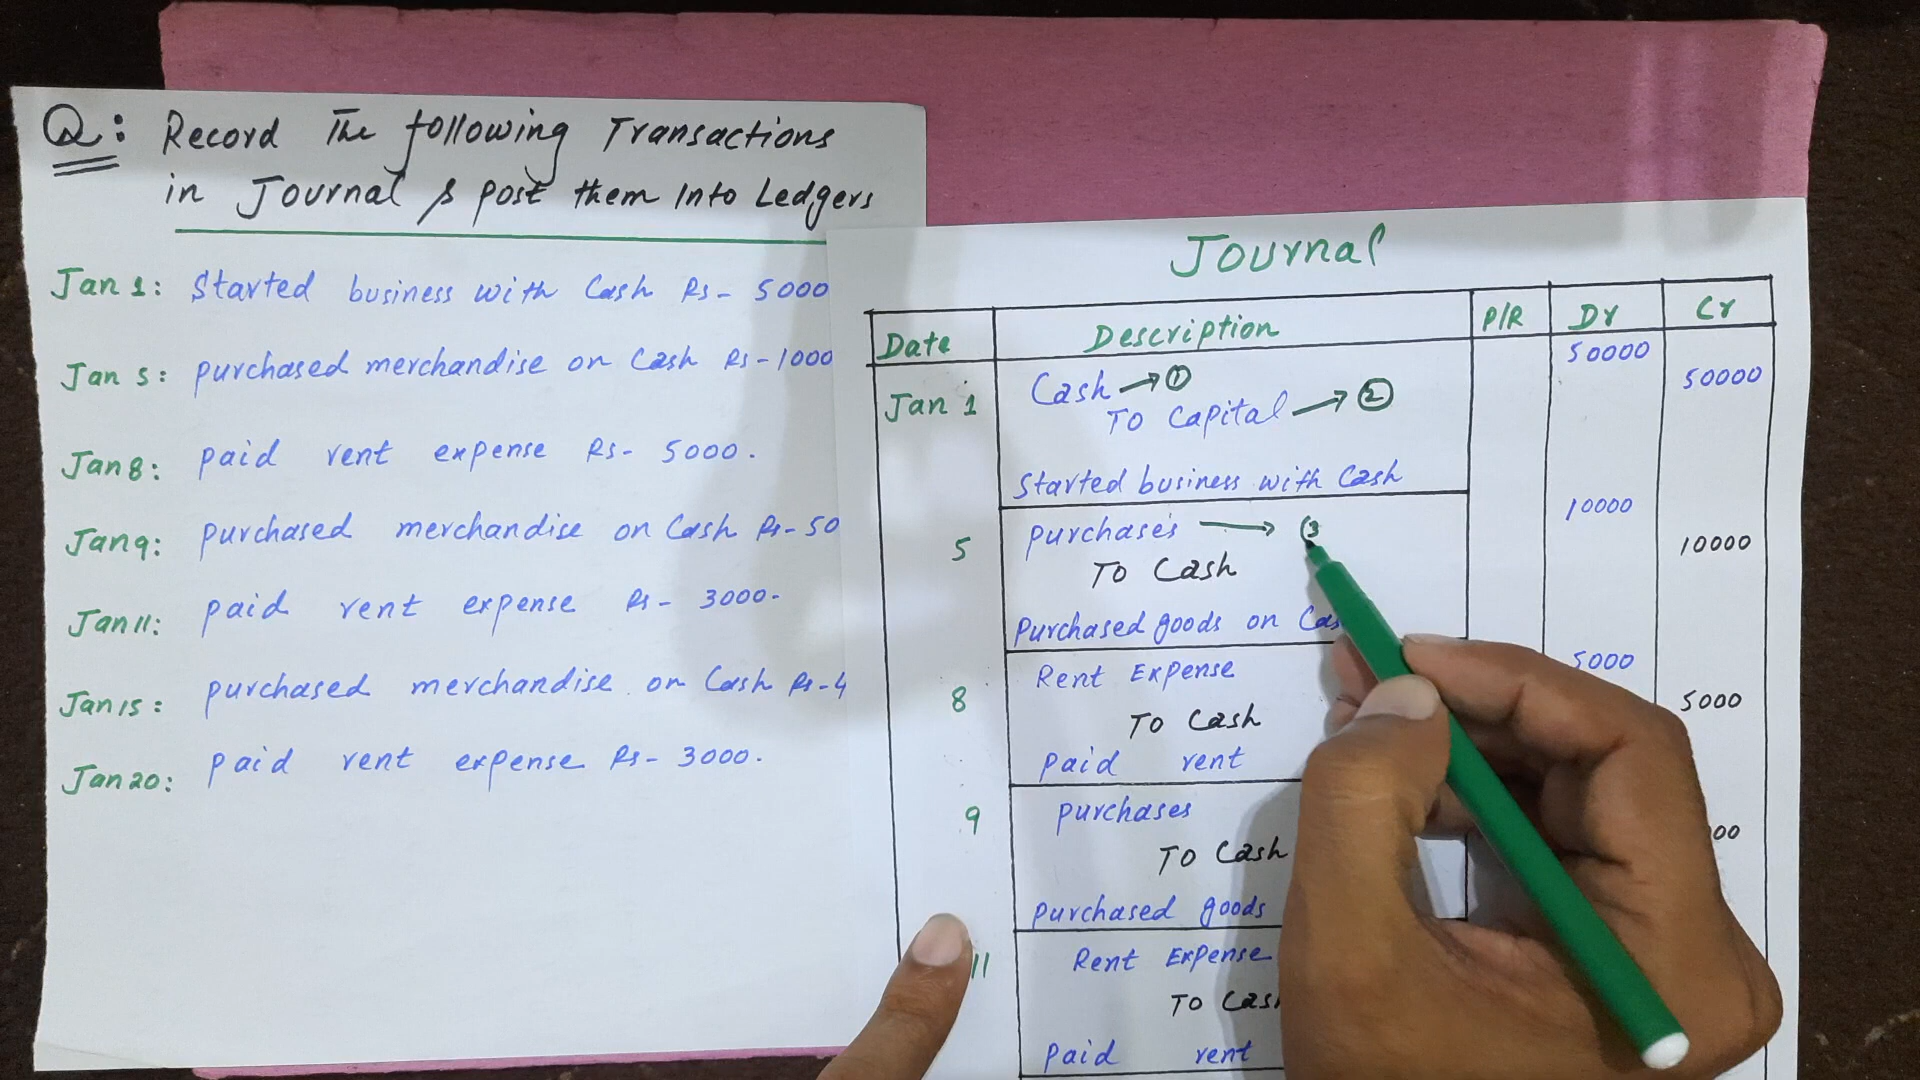 Q: Record The following Transactions
in Journal & post them Into Ledgers
Jan 1: Started business with Cash Rs- 5000
Jan 5: purchased merchandise on Cash Rs-1000
Jan 8: paid rent expense Rs- 5000.
Jan 9: purchased merchandise on Cash Rs-50
Jan 11: paid rent expense Rs- 3000-
Jan 15: purchased merchandise on Cash Rs-4
Jan 20: paid rent expense Rs- 3000.
Journal
Date Description P/R Dr Cr
Jan 1 Cash → ① 50000
To Capital → ② 50000
Started business with Cash
5 purchases → 3 10000
To Cash 10000
Purchased goods on Cas
8 Rent Expense 5000
To Cash 5000
paid rent
9 purchases
To Cash 00
purchased goods
11 Rent Expense
To Cas
paid rent